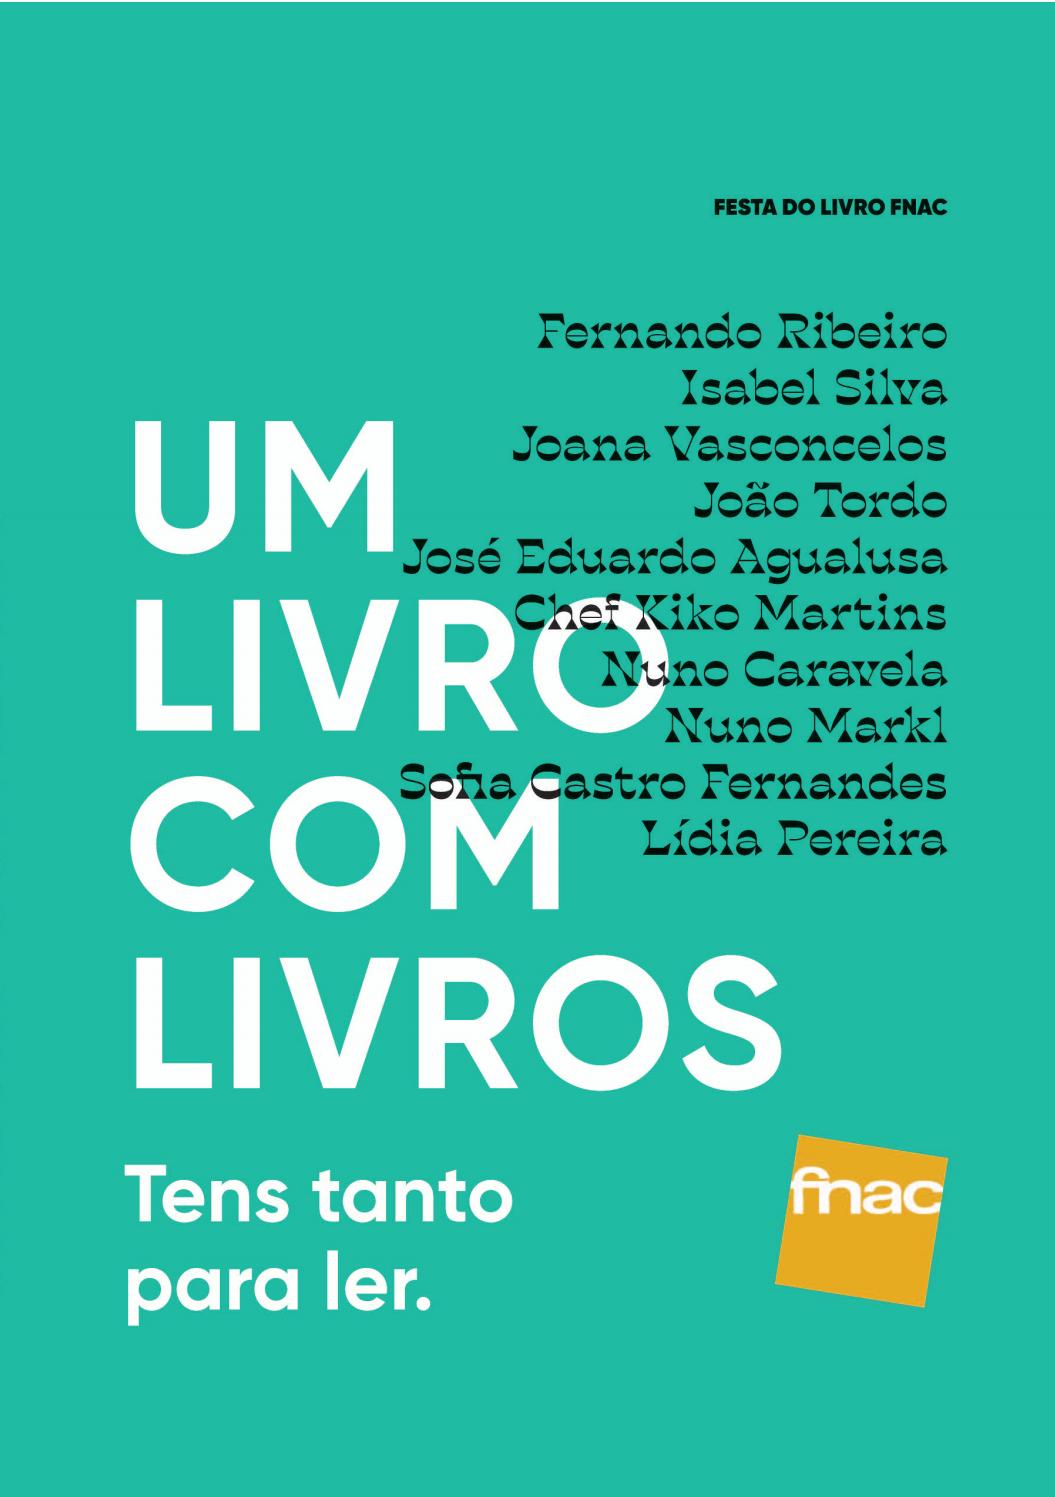 FESTA DO LIVRO FNAC
Fernando Ribeiro
Isabel Silva
Joana Vasconcelos
João Tordo
José Eduardo Agualusa
Chef Kiko Martins
Nuno Caravela
Nuno Markl
Sofia Castro Fernandes
Lídia Pereira
UM
LIVRO
COM
LIVROS
Tens tanto
para ler.
fnac